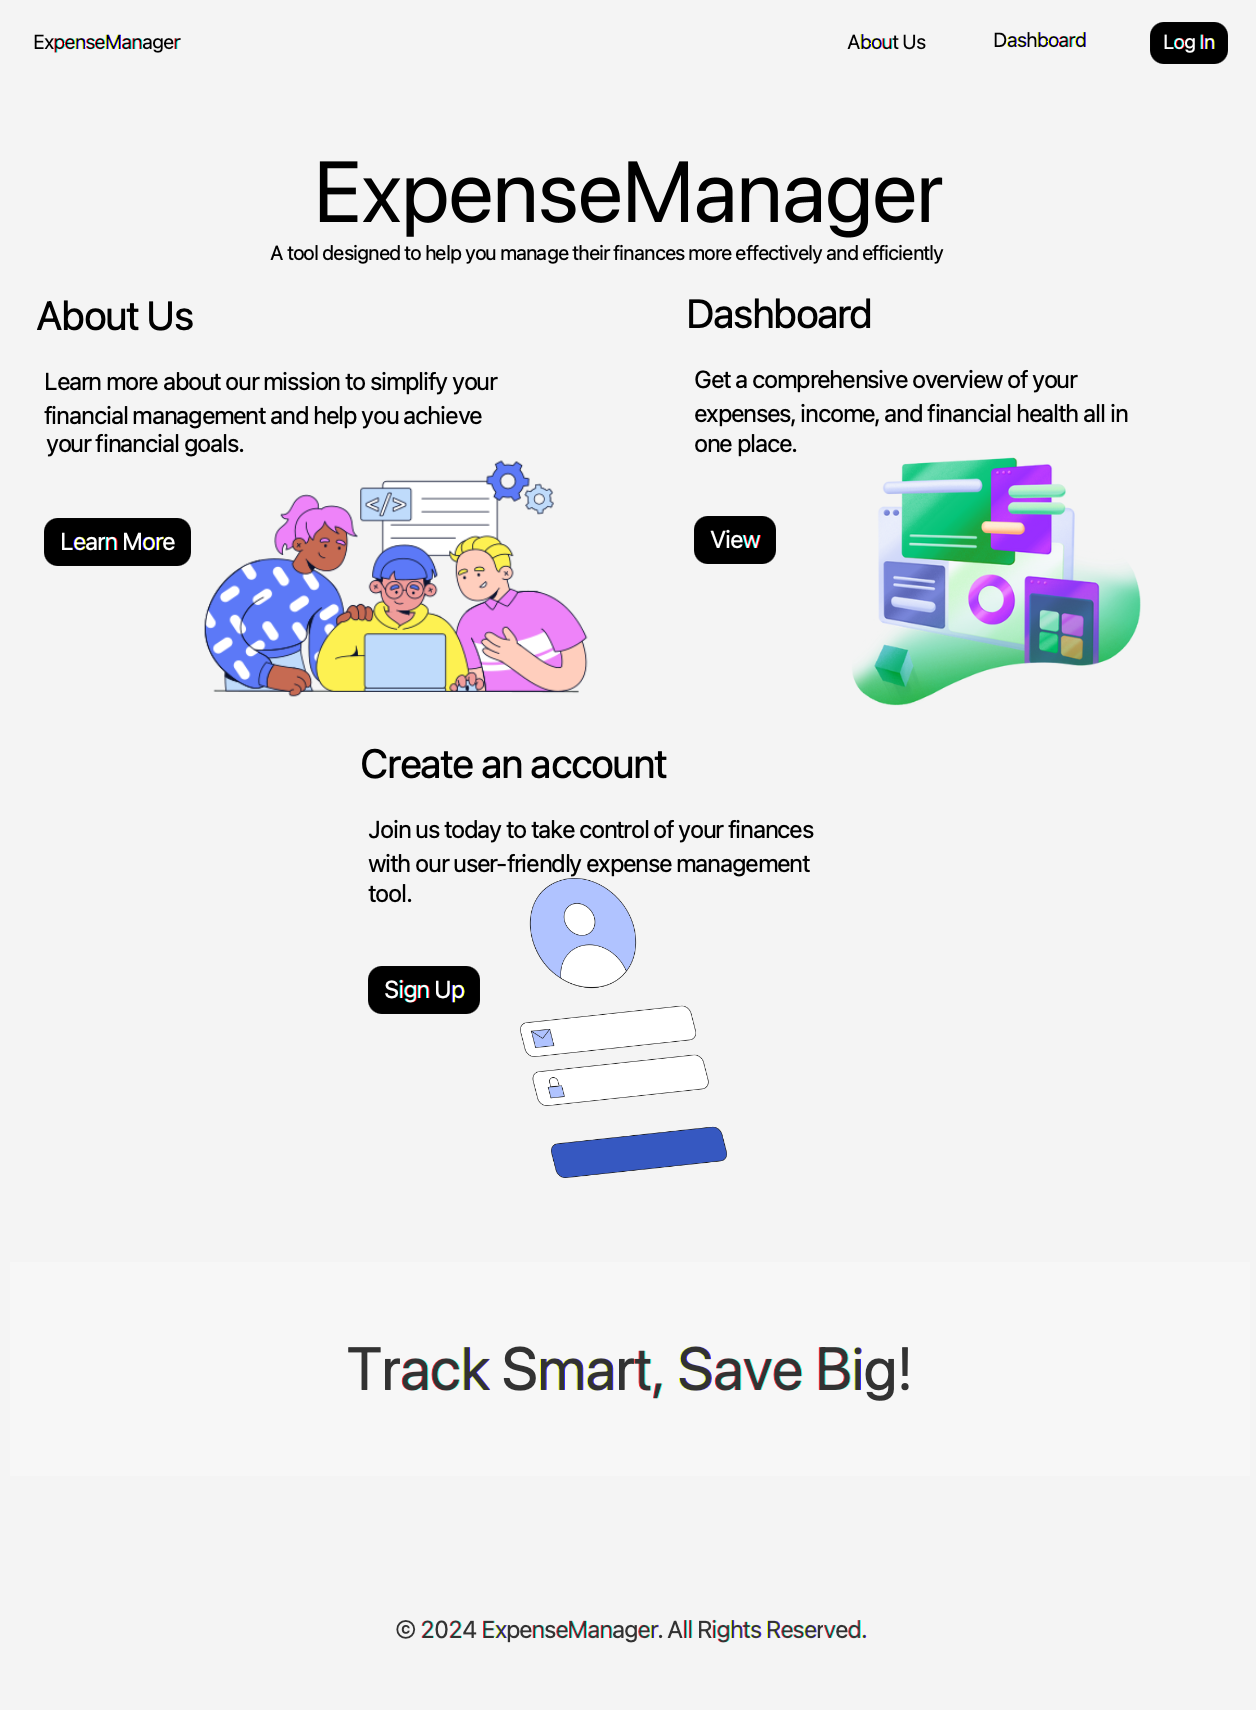 ExpenseManager
About Us
Dashboard
Log In
ExpenseManager
A tool designed to help you manage their finances more effectively and efficiently
About Us
Learn more about our mission to simplify your
financial management and help you achieve
your financial goals.
Learn More
</>
Dashboard
Get a comprehensive overview of your
expenses, income, and financial health all in
one place.
View
Create an account
Join us today to take control of your finances
with our user-friendly expense management
tool.
Sign Up
Track Smart, Save Big!
© 2024 ExpenseManager. All Rights Reserved.